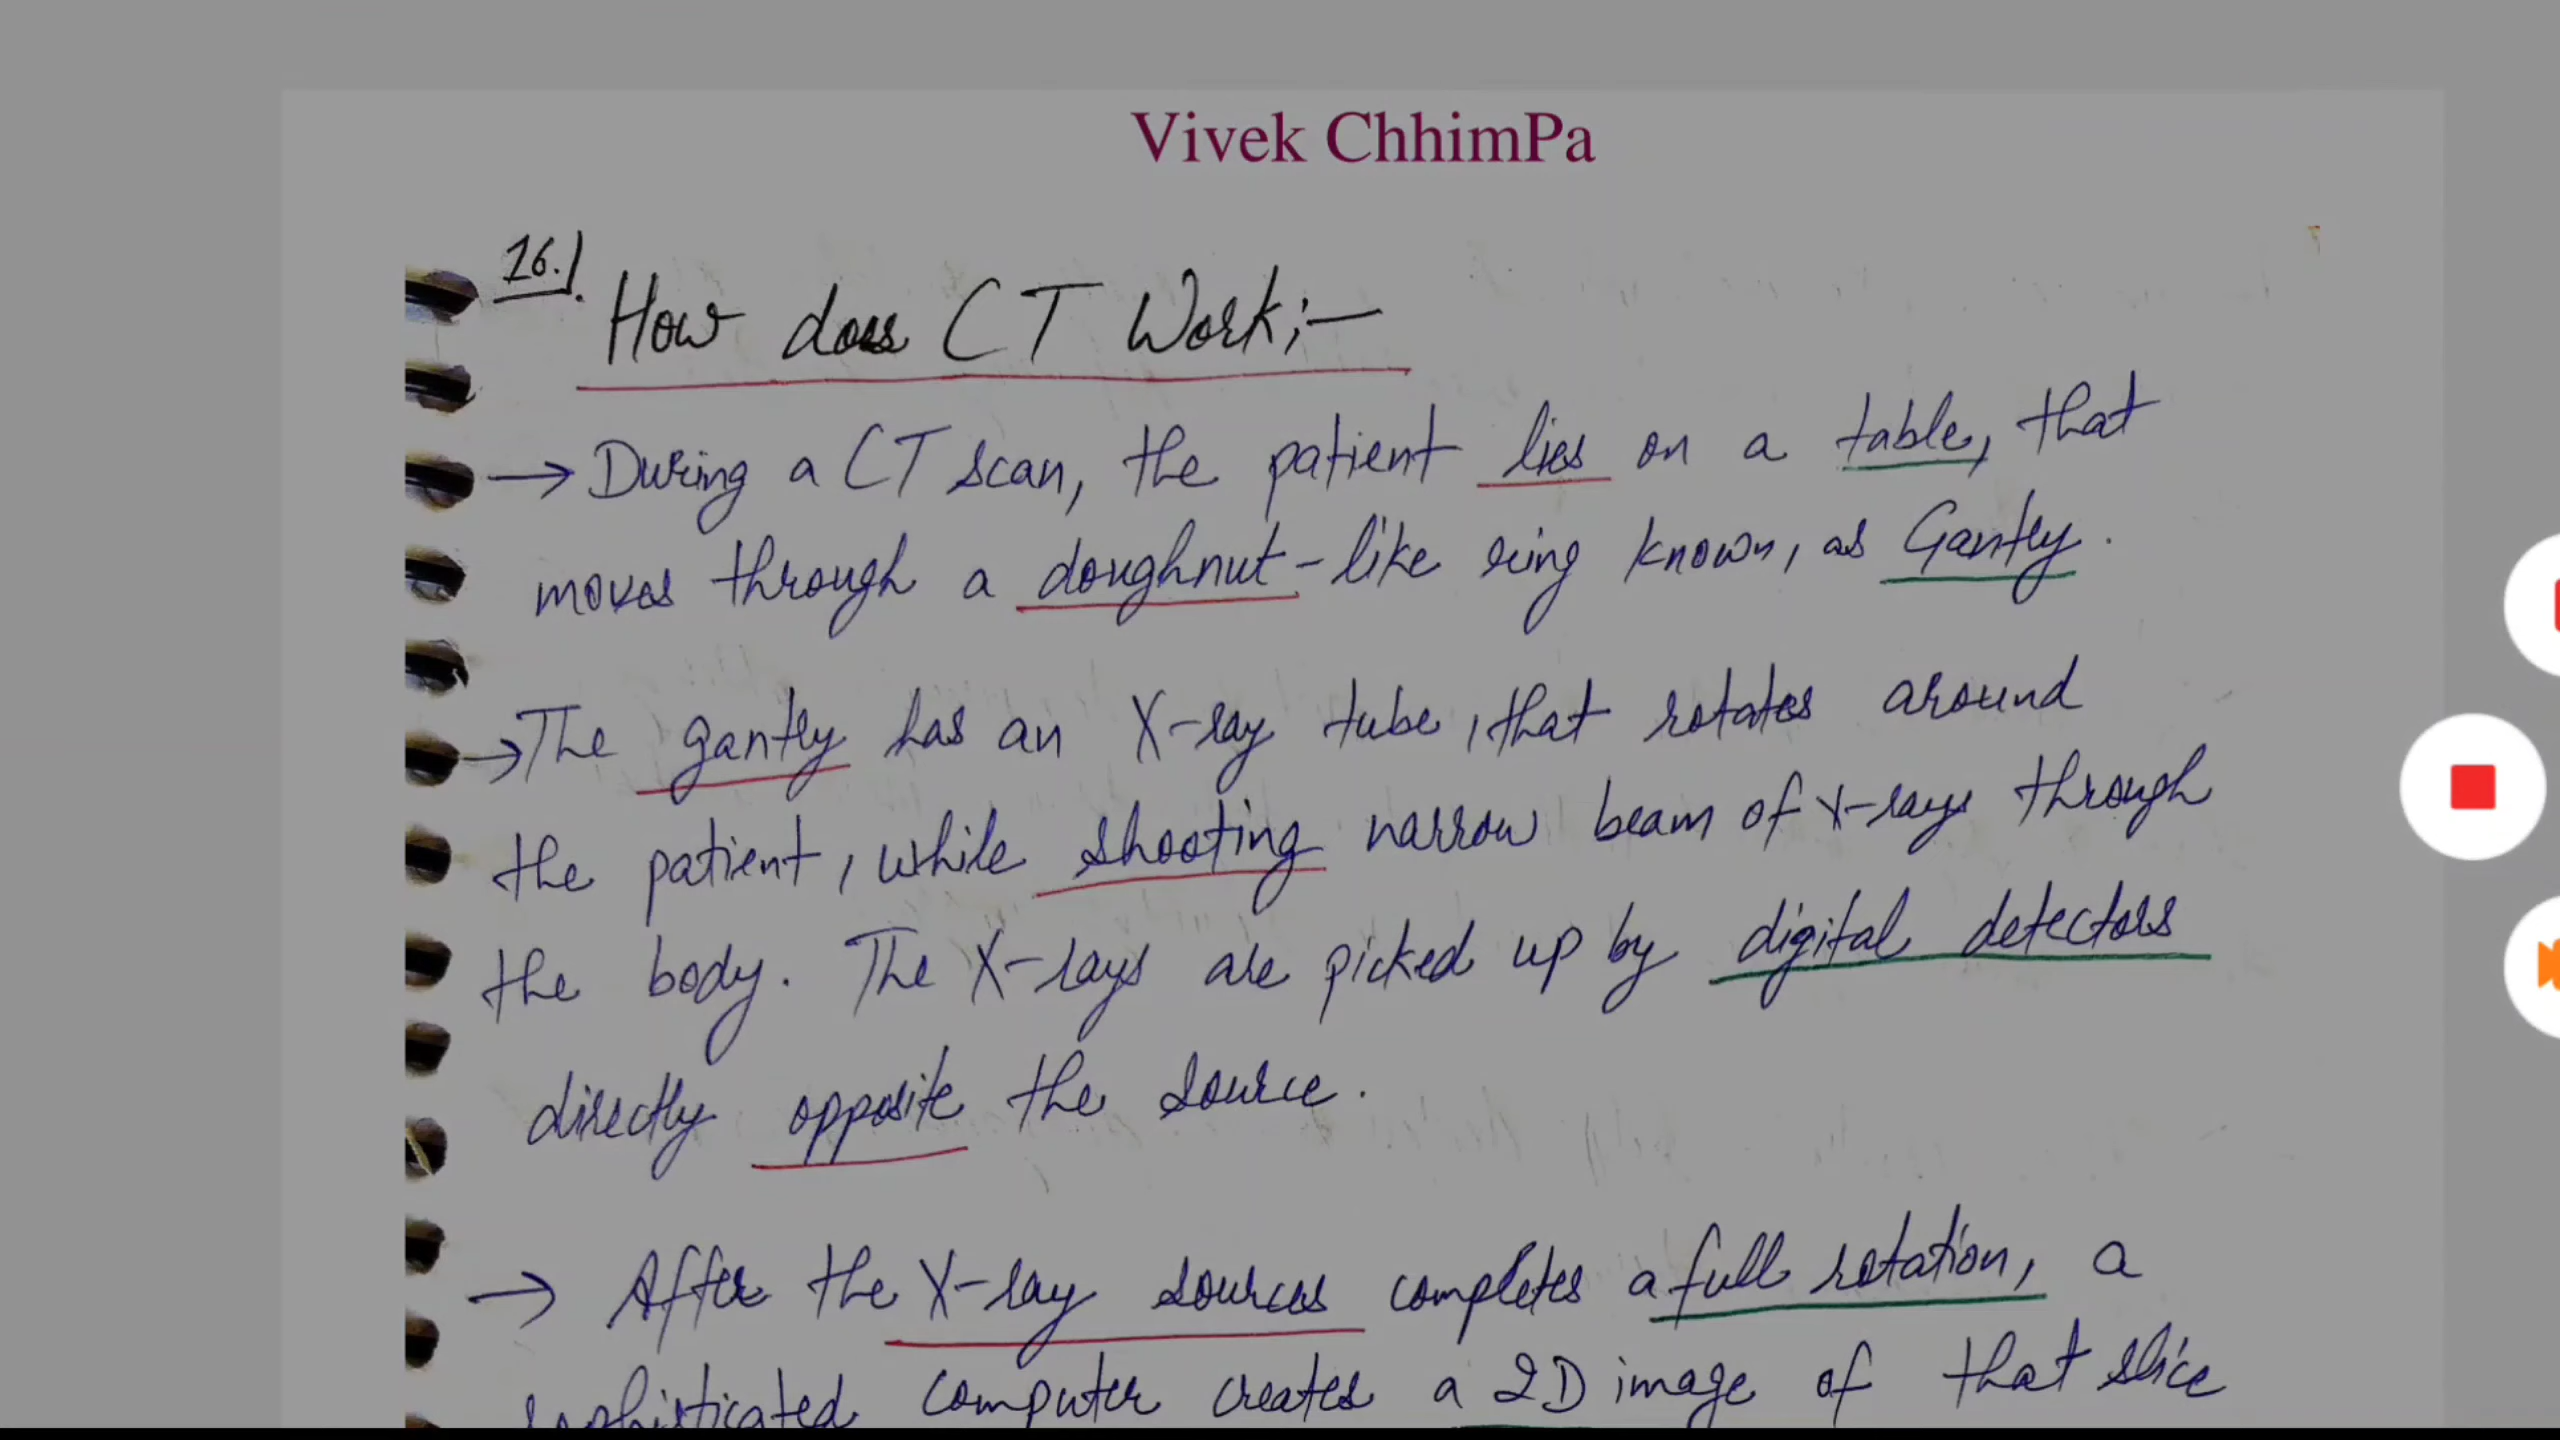 Vivek ChhimPa
16.)
How does CT Work;-
→ During a CT scan, the patient lies on a table, that
moves through a doughnut-like ring known, as Gantry.
→ The gantry has an X-ray tube, that rotates around
the patient, while shooting narrow beam of X-rays through
the body. The X-rays are picked up by digital detectors
directly opposite the source.
→ After the X-ray sources completes a full rotation, a
sophisticated computer creates a 2D image of that slice